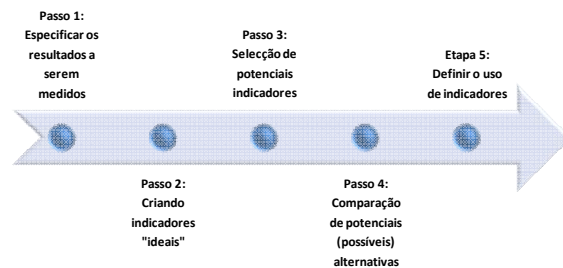 Passo 1:
Especificar os
resultados a
serem
medidos
Passo 2:
Criando
indicadores
"ideais"
Passo 3:
Selecção de
potenciais
indicadores
Passo 4:
Comparação
de potenciais
(possíveis)
alternativas
Etapa 5:
Definir o uso
de indicadores